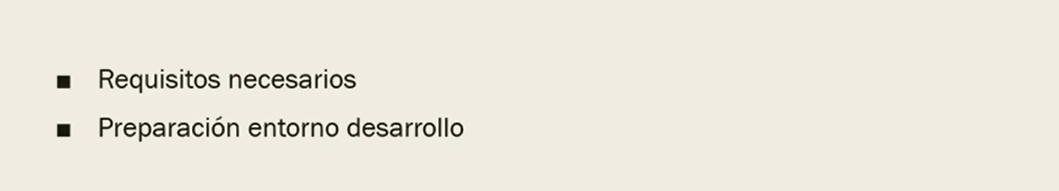 ▪ Requisitos necesarios
▪ Preparación entorno desarrollo